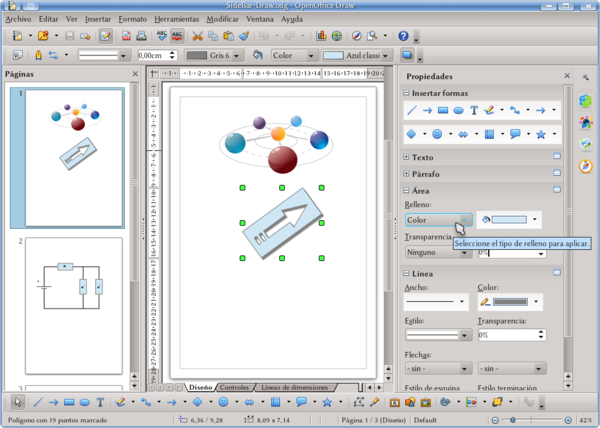 SideBar-Draw.odg - OpenOffice Draw
Archivo Editar Ver Insertar Formato Herramientas Modificar Ventana Ayuda
0,00cm Gris 6 Color Azul clási
Páginas
1
2
3
Diseño Controles Líneas de dimensiones
Propiedades
Insertar formas
Texto
Párrafo
Área
Relleno:
Color
Transparencia:
Ninguno 0%
Seleccione el tipo de relleno para aplicar.
Línea
Ancho: Color:
Estilo: Transparencia:
0%
Flechas:
- sin - - sin -
Estilo de esquina Estilo terminación
Polígono con 19 puntos marcado 6,36 / 9,28 8,09 x 7,14 Página 1 / 3 (Diseño) Default 42%